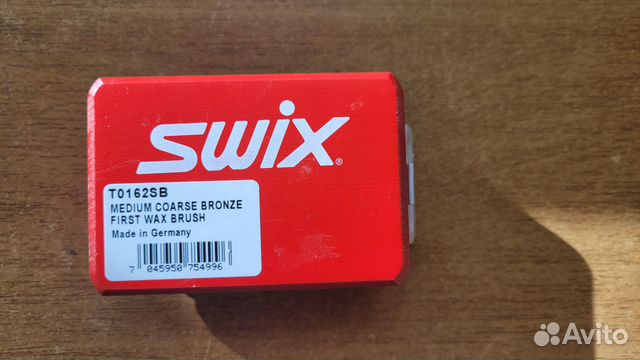 SWIX®
T0162SB
MEDIUM COARSE BRONZE
FIRST WAX BRUSH
Made in Germany
7 045950 754996
Avito